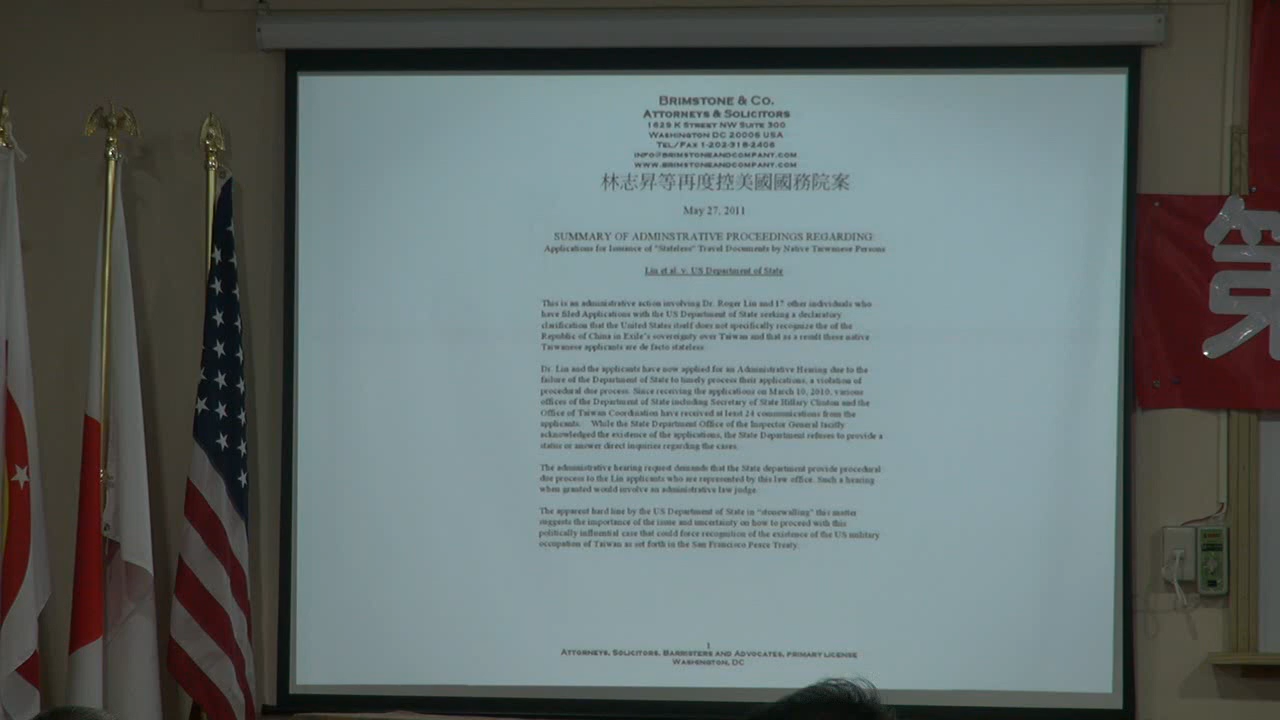 BRIMSTONE & CO.
ATTORNEYS & SOLICITORS
1629 K STREET NW SUITE 300
WASHINGTON DC 20006 USA
TEL/FAX 1-202-318-2406
INFO@BRIMSTONEANDCOMPANY.COM
WWW.BRIMSTONEANDCOMPANY.COM
林志昇等再度控美國國務院案
May 27, 2011
SUMMARY OF ADMINSTRATIVE PROCEEDINGS REGARDING:
Applications for Issuance of "Stateless" Travel Documents by Native Taiwanese Persons
Lin et al. v. US Department of State
This is an administrative action involving Dr. Roger Lin and 17 other individuals who
have filed Applications with the US Department of State seeking a declaratory
clarification that the United States itself does not specifically recognize the of the
Republic of China in Exile's sovereignty over Taiwan and that as a result these native
Taiwanese applicants are de facto stateless.
Dr. Lin and the applicants have now applied for an Administrative Hearing due to the
failure of the Department of State to timely process their applications, a violation of
procedural due process. Since receiving the applications on March 10, 2010, various
offices of the Department of State including Secretary of State Hillary Clinton and the
Office of Taiwan Coordination have received at least 24 communications from the
applicants. While the State Department Office of the Inspector General tacitly
acknowledged the existence of the applications, the State Department refuses to provide a
status or answer direct inquiries regarding the cases.
The administrative hearing request demands that the State department provide procedural
due process to the Lin applicants who are represented by this law office. Such a hearing
when granted would involve an administrative law judge.
The apparent hard line by the US Department of State in "stonewalling" this matter
suggests the importance of the issue and uncertainty on how to proceed with this
politically influential case that could force recognition of the existence of the US military
occupation of Taiwan as set forth in the San Francisco Peace Treaty.
1
ATTORNEYS, SOLICITORS, BARRISTERS AND ADVOCATES, PRIMARY LICENSE
WASHINGTON, DC